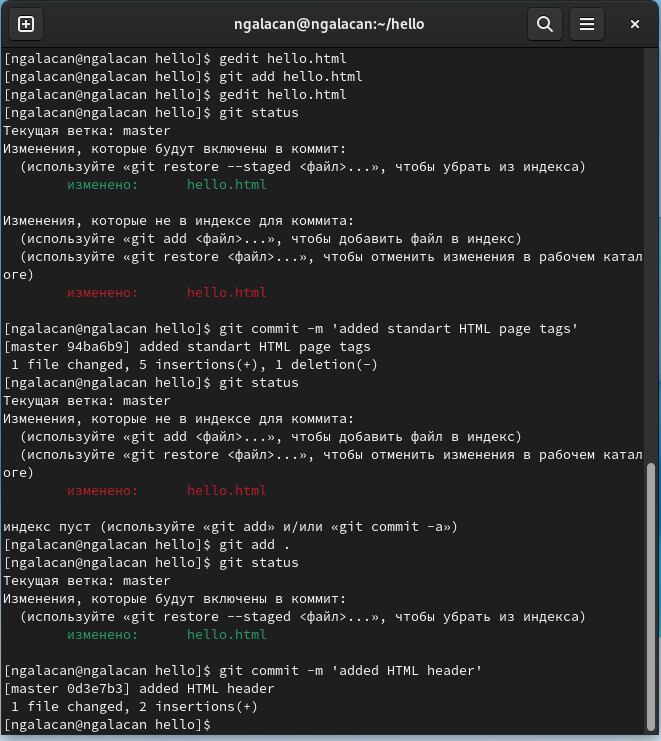 ngalacan@ngalacan:~/hello
[ngalacan@ngalacan hello]$ gedit hello.html
[ngalacan@ngalacan hello]$ git add hello.html
[ngalacan@ngalacan hello]$ gedit hello.html
[ngalacan@ngalacan hello]$ git status
Текущая ветка: master
Изменения, которые будут включены в коммит:
  (используйте «git restore --staged <файл>...», чтобы убрать из индекса)
        изменено:      hello.html

Изменения, которые не в индексе для коммита:
  (используйте «git add <файл>...», чтобы добавить файл в индекс)
  (используйте «git restore <файл>...», чтобы отменить изменения в рабочем катал
оге)
        изменено:      hello.html

[ngalacan@ngalacan hello]$ git commit -m 'added standart HTML page tags'
[master 94ba6b9] added standart HTML page tags
 1 file changed, 5 insertions(+), 1 deletion(-)
[ngalacan@ngalacan hello]$ git status
Текущая ветка: master
Изменения, которые не в индексе для коммита:
  (используйте «git add <файл>...», чтобы добавить файл в индекс)
  (используйте «git restore <файл>...», чтобы отменить изменения в рабочем катал
оге)
        изменено:      hello.html

индекс пуст (используйте «git add» и/или «git commit -a»)
[ngalacan@ngalacan hello]$ git add .
[ngalacan@ngalacan hello]$ git status
Текущая ветка: master
Изменения, которые будут включены в коммит:
  (используйте «git restore --staged <файл>...», чтобы убрать из индекса)
        изменено:      hello.html

[ngalacan@ngalacan hello]$ git commit -m 'added HTML header'
[master 0d3e7b3] added HTML header
 1 file changed, 2 insertions(+)
[ngalacan@ngalacan hello]$